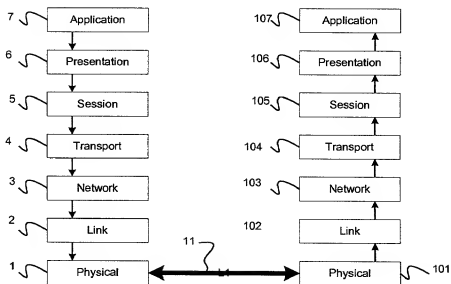 7 Application 107 Application
6 Presentation 106 Presentation
5 Session 105 Session
4 Transport 104 Transport
3 Network 103 Network
2 Link 102 Link
11
1 Physical Physical 101